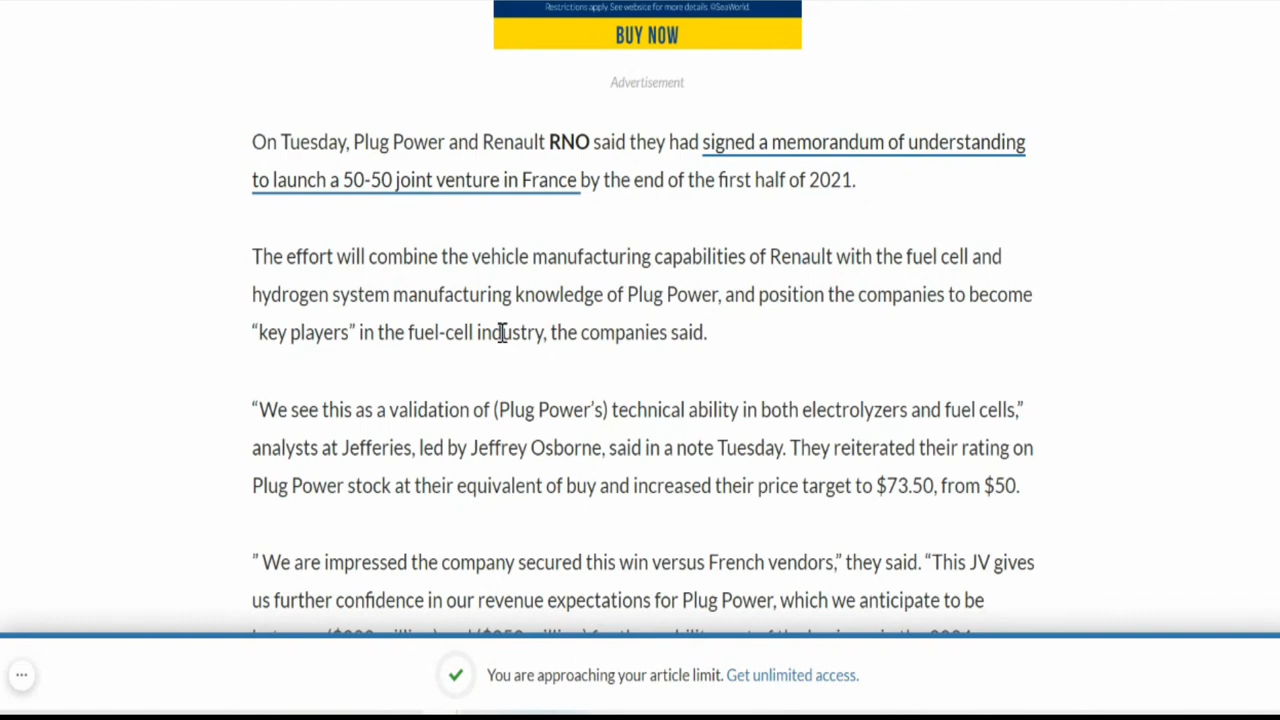 Restrictions apply. See website for more details. ©SeaWorld.
BUY NOW
Advertisement
On Tuesday, Plug Power and Renault RNO said they had signed a memorandum of understanding
to launch a 50-50 joint venture in France by the end of the first half of 2021.
The effort will combine the vehicle manufacturing capabilities of Renault with the fuel cell and
hydrogen system manufacturing knowledge of Plug Power, and position the companies to become
“key players” in the fuel-cell industry, the companies said.
“We see this as a validation of (Plug Power’s) technical ability in both electrolyzers and fuel cells,”
analysts at Jefferies, led by Jeffrey Osborne, said in a note Tuesday. They reiterated their rating on
Plug Power stock at their equivalent of buy and increased their price target to $73.50, from $50.
” We are impressed the company secured this win versus French vendors,” they said. “This JV gives
us further confidence in our revenue expectations for Plug Power, which we anticipate to be
You are approaching your article limit. Get unlimited access.